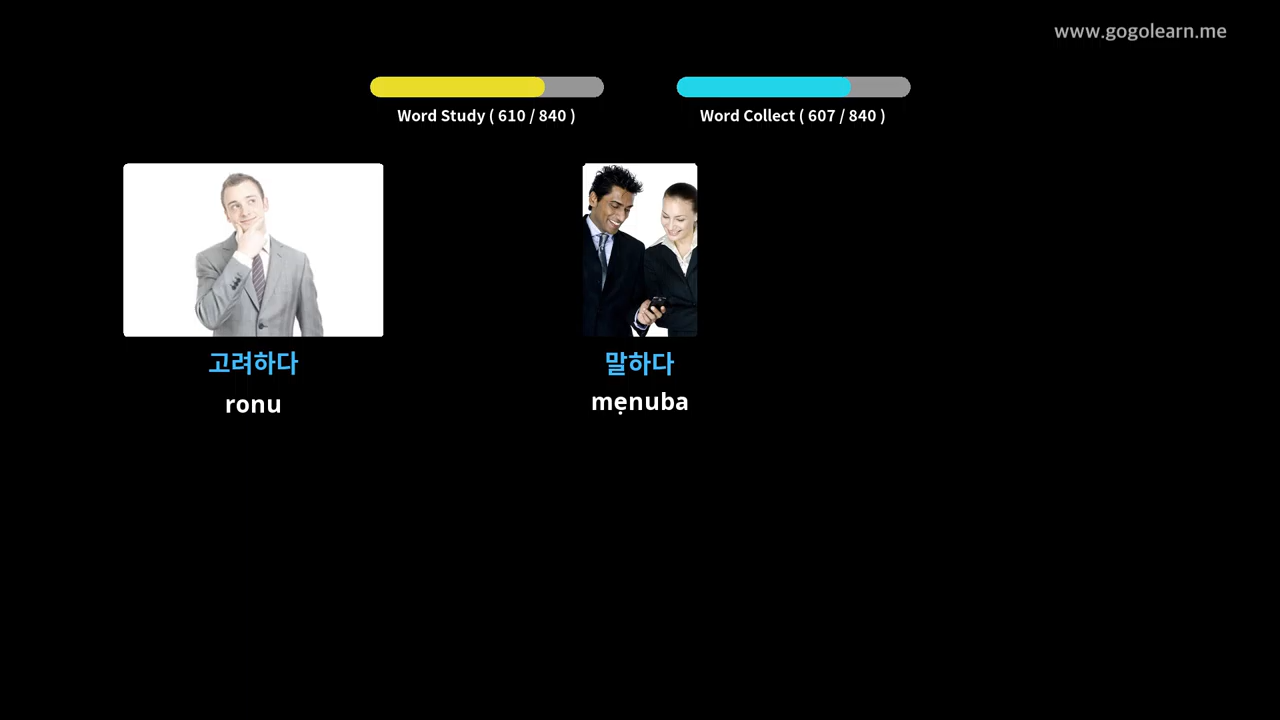 www.gogolearn.me
Word Study ( 610 / 840 )
Word Collect ( 607 / 840 )
고려하다
ronu
말하다
mẹnuba